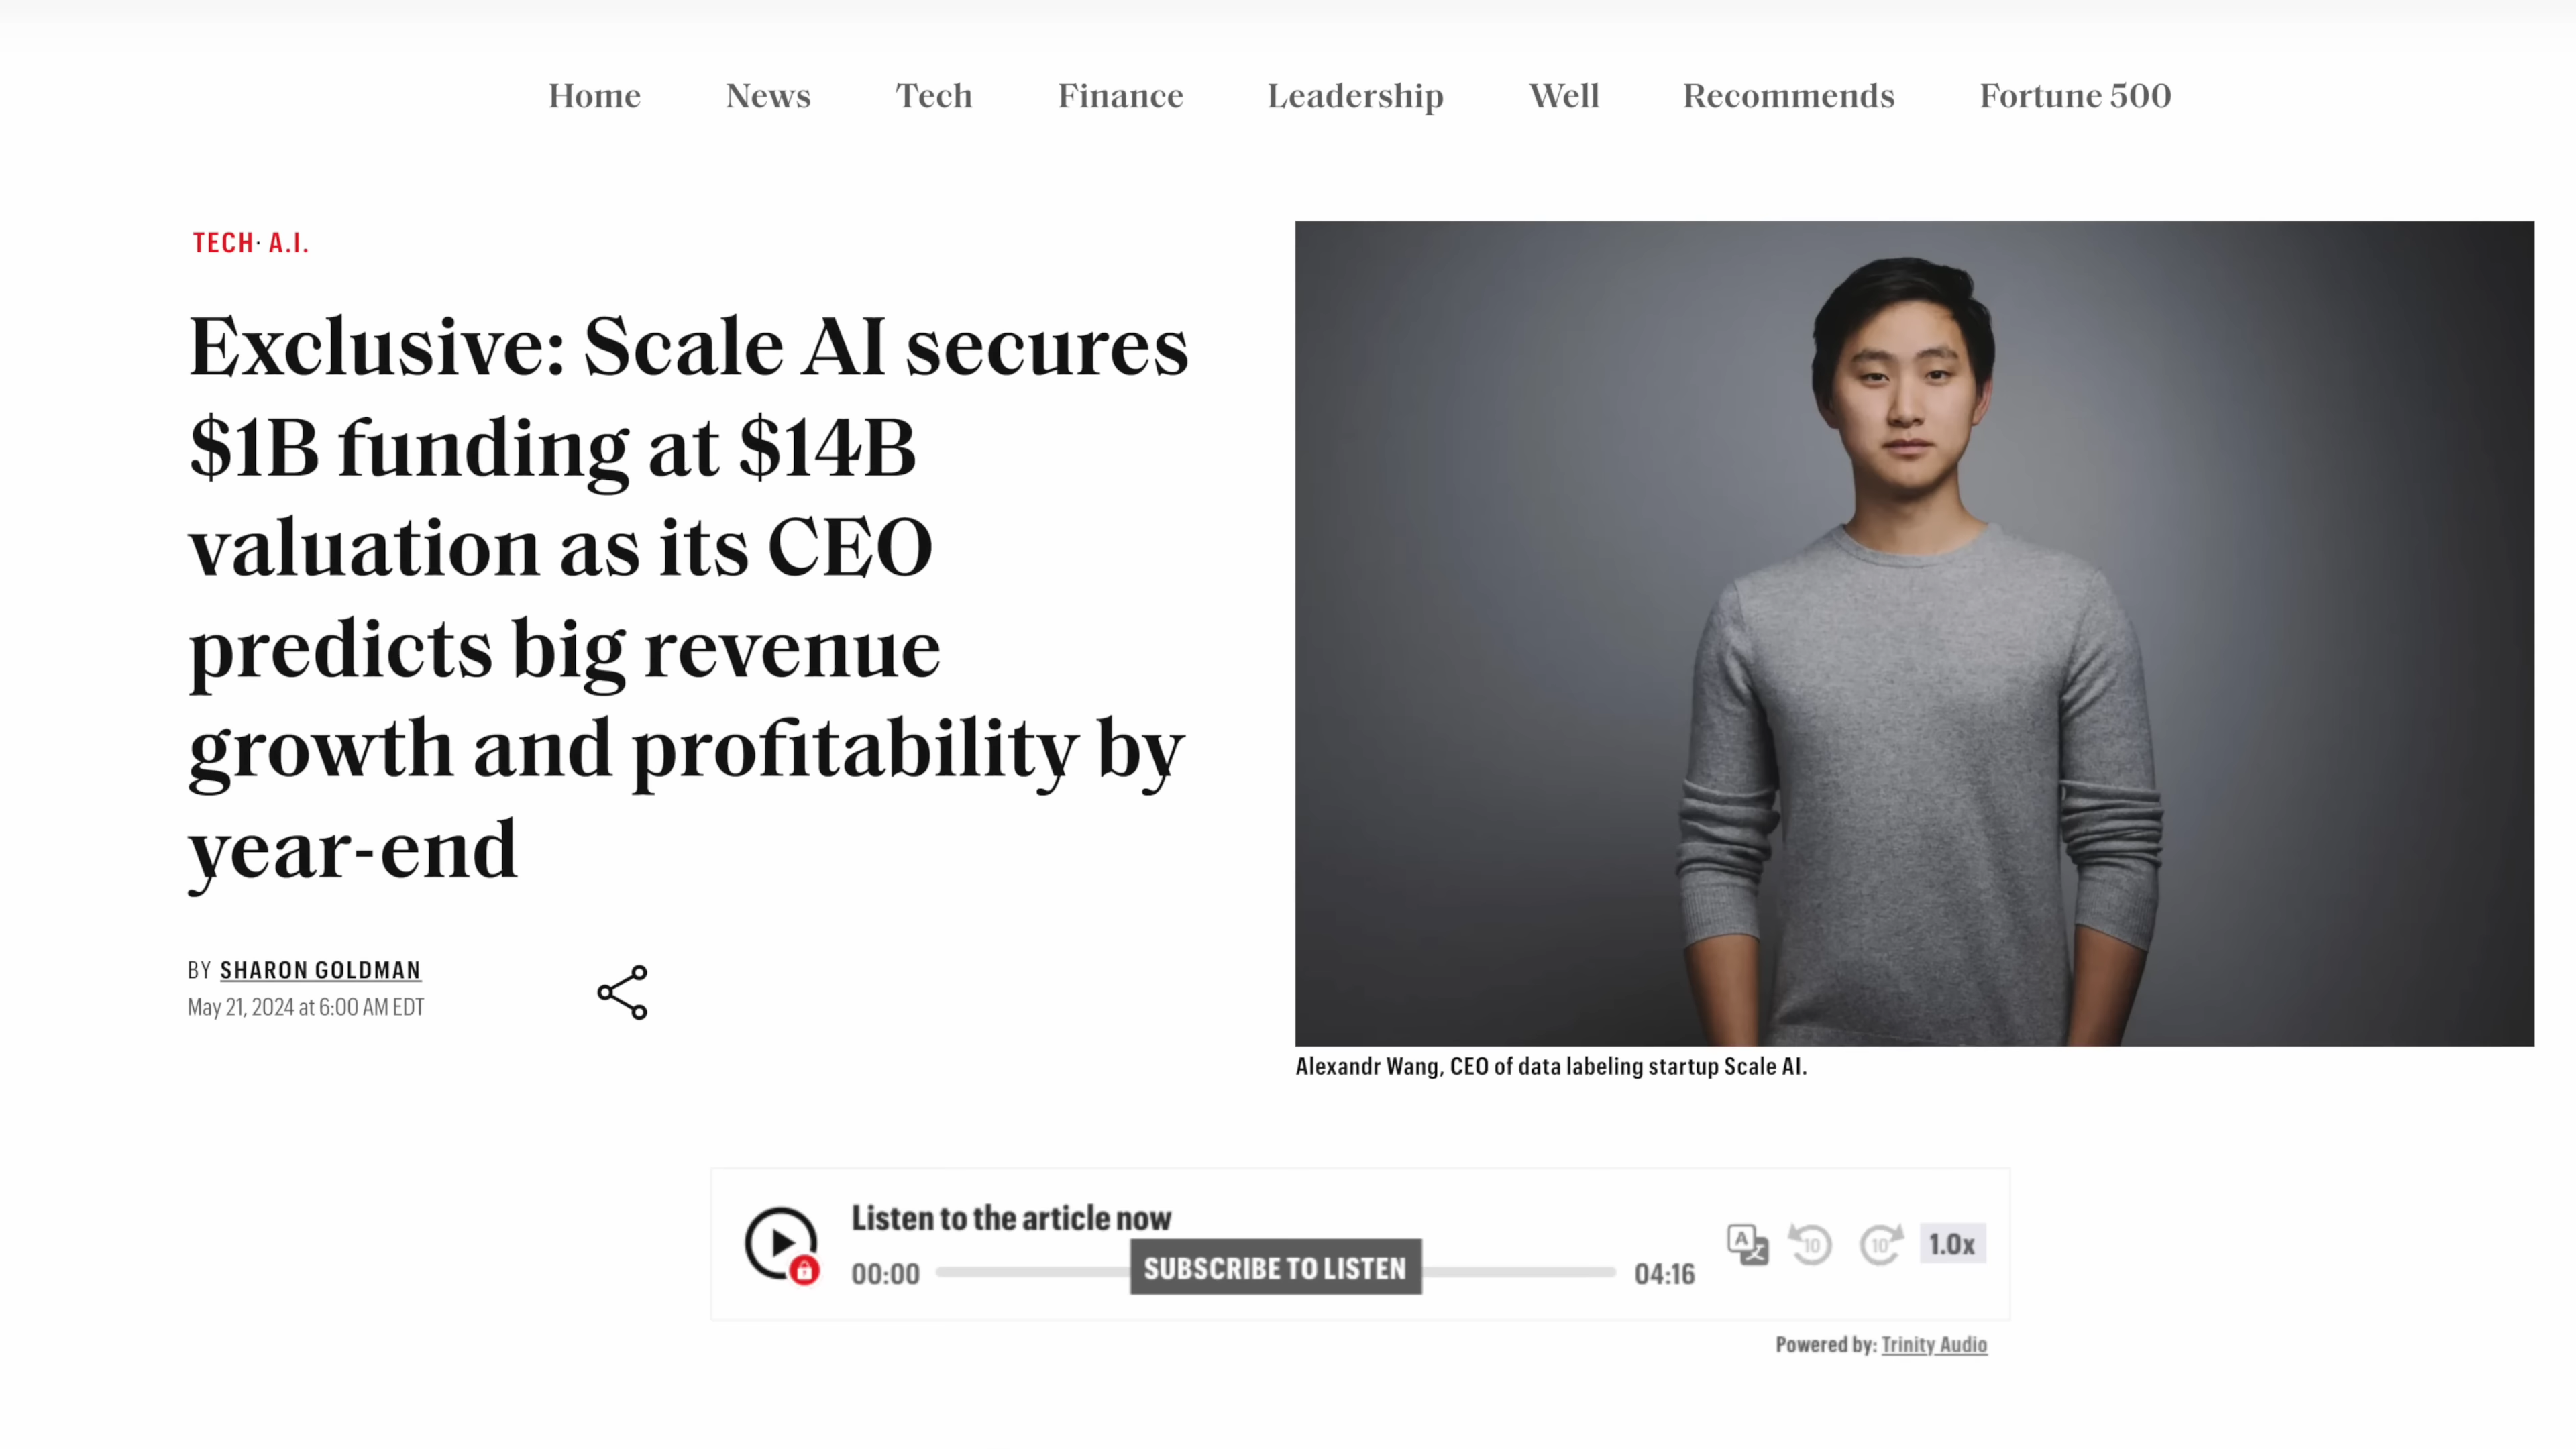 Home News Tech Finance Leadership Well Recommends Fortune 500
TECH· A.I.
Exclusive: Scale AI secures
$1B funding at $14B
valuation as its CEO
predicts big revenue
growth and profitability by
year-end
BY SHARON GOLDMAN
May 21, 2024 at 6:00 AM EDT
Alexandr Wang, CEO of data labeling startup Scale AI.
Listen to the article now
00:00 SUBSCRIBE TO LISTEN 04:16 A 文 10 10 1.0x
Powered by: Trinity Audio